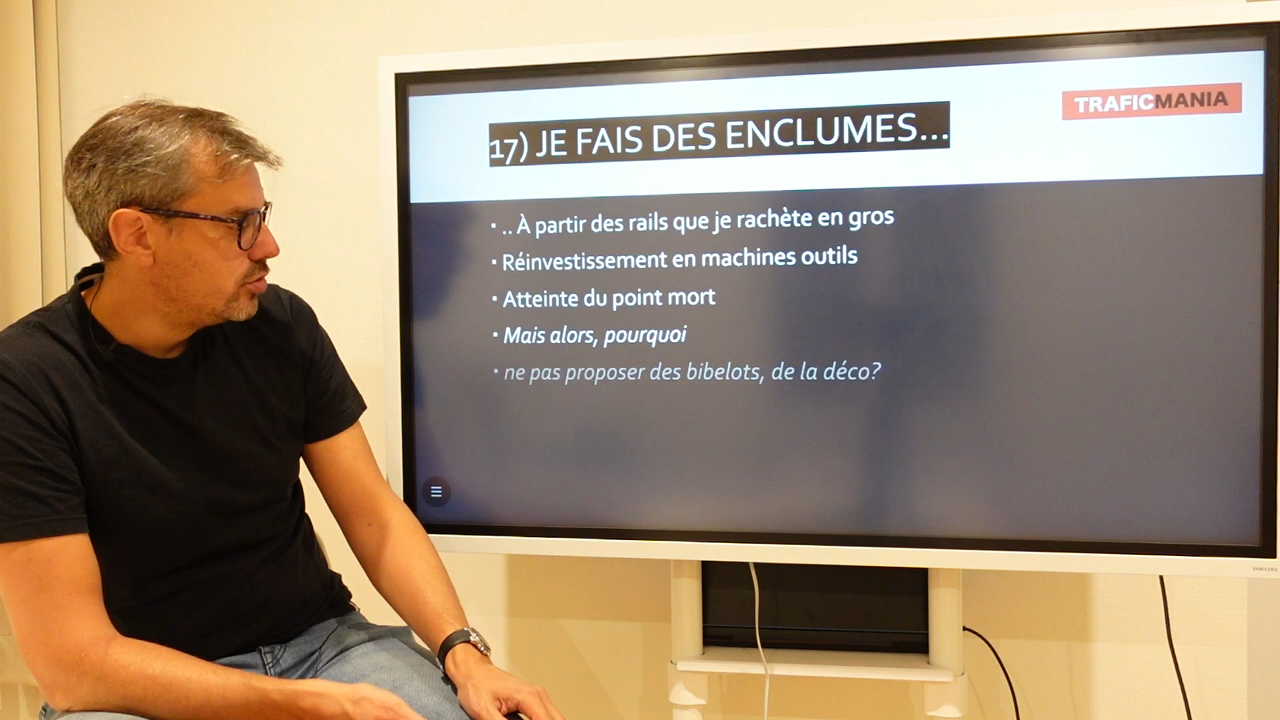 TRAFICMANIA
17) JE FAIS DES ENCLUMES...
• .. À partir des rails que je rachète en gros
• Réinvestissement en machines outils
• Atteinte du point mort
• Mais alors, pourquoi
• ne pas proposer des bibelots, de la déco?
SAMSUNG